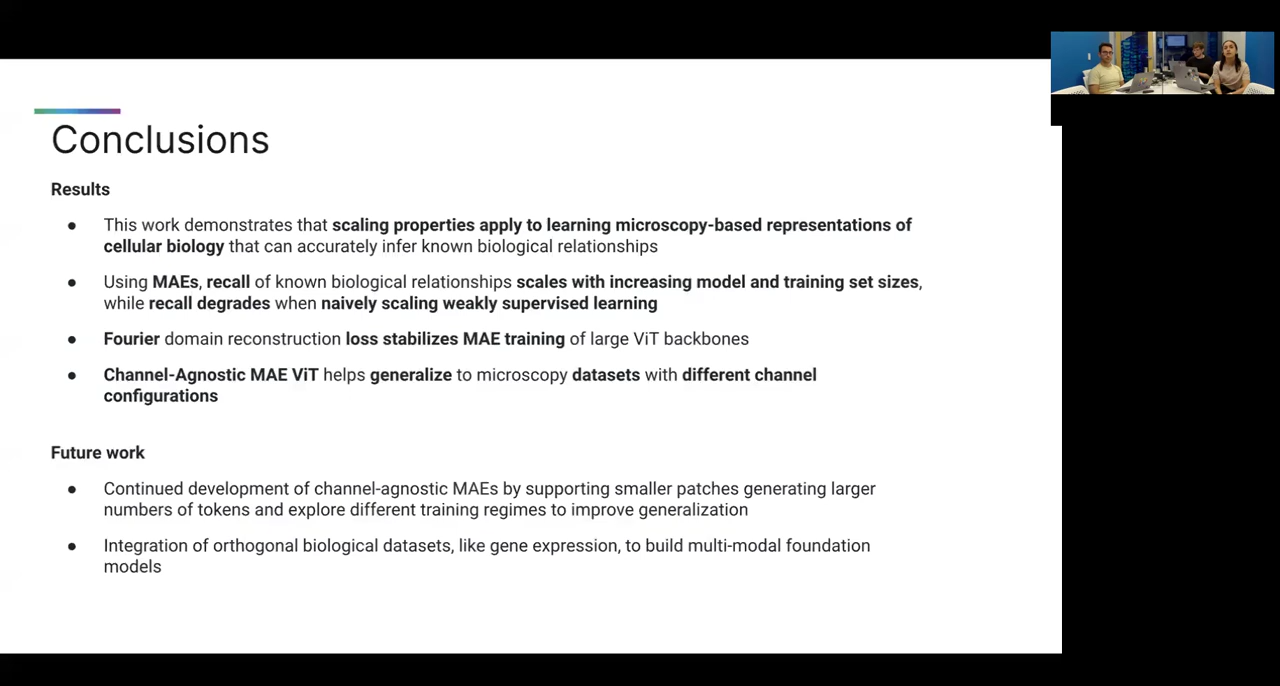 Conclusions
Results
● This work demonstrates that scaling properties apply to learning microscopy-based representations of
cellular biology that can accurately infer known biological relationships
● Using MAEs, recall of known biological relationships scales with increasing model and training set sizes,
while recall degrades when naively scaling weakly supervised learning
● Fourier domain reconstruction loss stabilizes MAE training of large ViT backbones
● Channel-Agnostic MAE ViT helps generalize to microscopy datasets with different channel
configurations
Future work
● Continued development of channel-agnostic MAEs by supporting smaller patches generating larger
numbers of tokens and explore different training regimes to improve generalization
● Integration of orthogonal biological datasets, like gene expression, to build multi-modal foundation
models